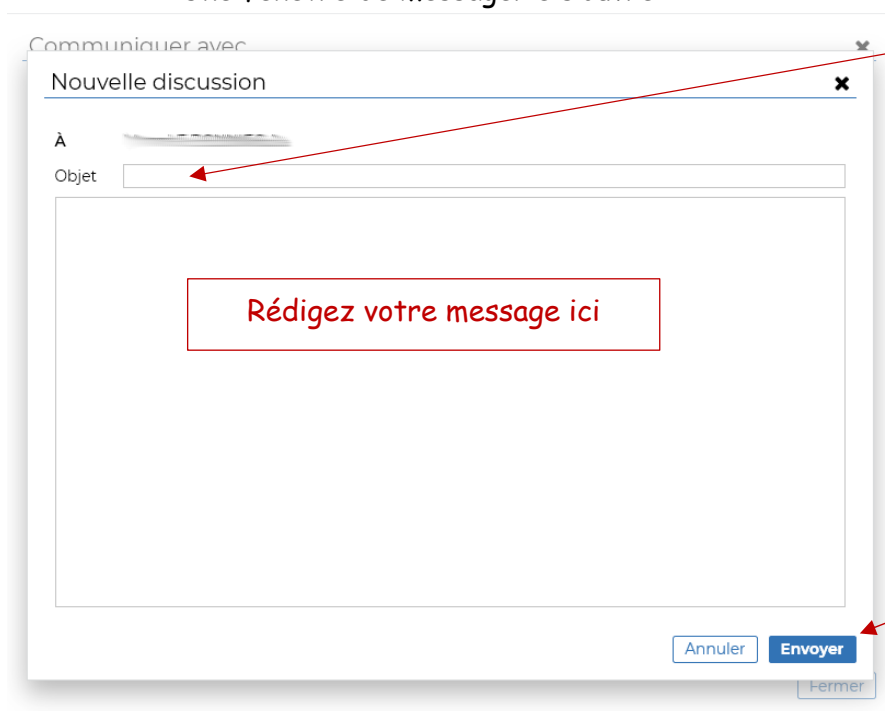 Communiquer avec
Nouvelle discussion
À
Objet
Rédigez votre message ici
Annuler Envoyer
Fermer